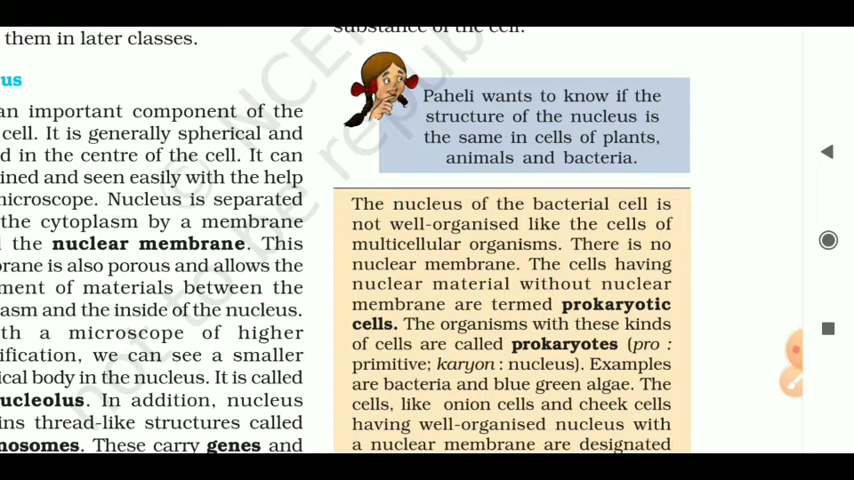 them in later classes.
us
an important component of the
cell. It is generally spherical and
d in the centre of the cell. It can
ined and seen easily with the help
microscope. Nucleus is separated
the cytoplasm by a membrane
the nuclear membrane. This
rane is also porous and allows the
ment of materials between the
asm and the inside of the nucleus.
th a microscope of higher
ification, we can see a smaller
ical body in the nucleus. It is called
ucleolus. In addition, nucleus
ins thread-like structures called
nosomes. These carry genes and
substance of the cell.
Paheli wants to know if the
structure of the nucleus is
the same in cells of plants,
animals and bacteria.
The nucleus of the bacterial cell is
not well-organised like the cells of
multicellular organisms. There is no
nuclear membrane. The cells having
nuclear material without nuclear
membrane are termed prokaryotic
cells. The organisms with these kinds
of cells are called prokaryotes (pro :
primitive; karyon : nucleus). Examples
are bacteria and blue green algae. The
cells, like onion cells and cheek cells
having well-organised nucleus with
a nuclear membrane are designated
© NCE
not to be repub